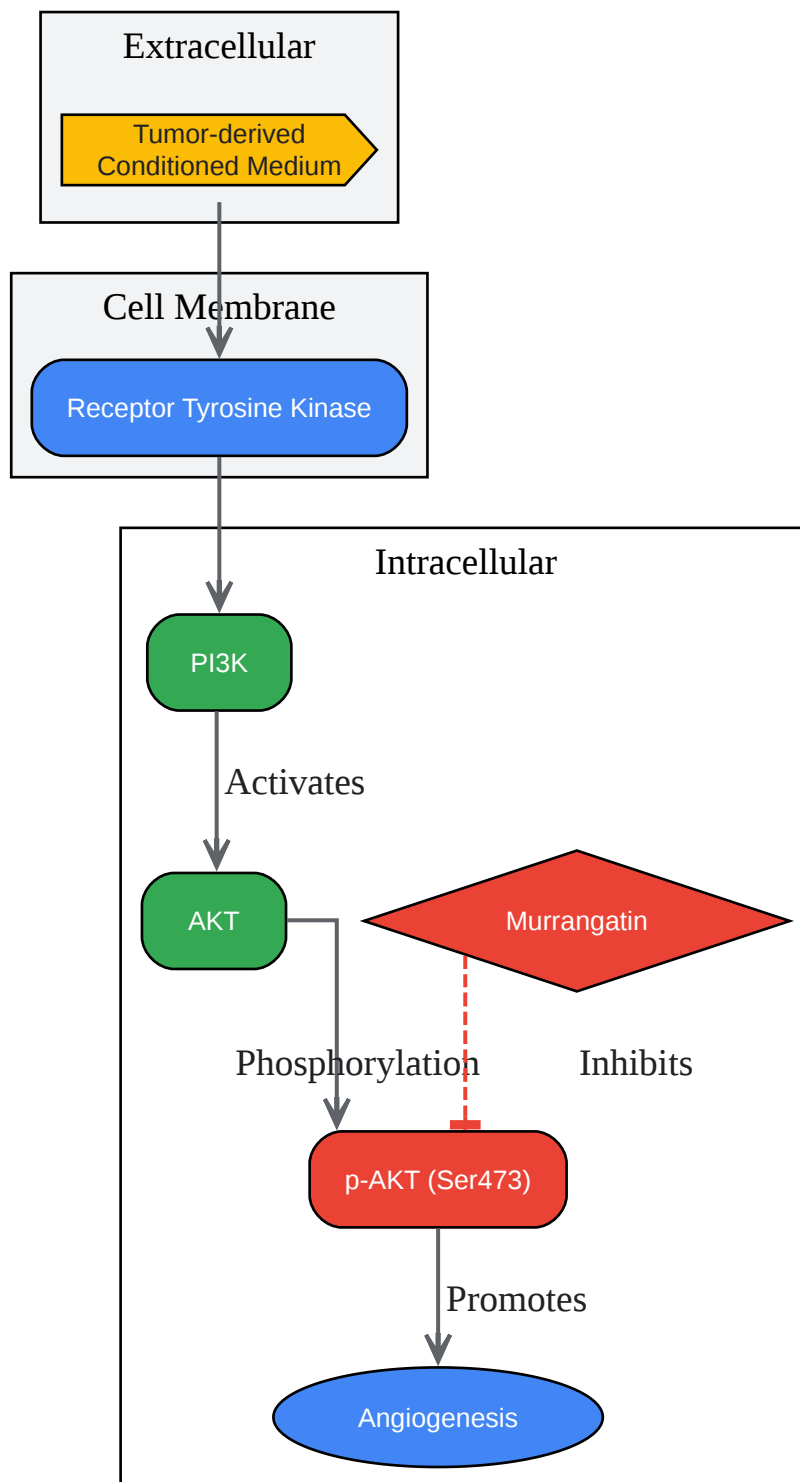 Extracellular
Tumor-derived
Conditioned Medium
Cell Membrane
Receptor Tyrosine Kinase
Intracellular
PI3K
Activates
AKT
Murrangatin
Phosphorylation
Inhibits
p-AKT (Ser473)
Promotes
Angiogenesis